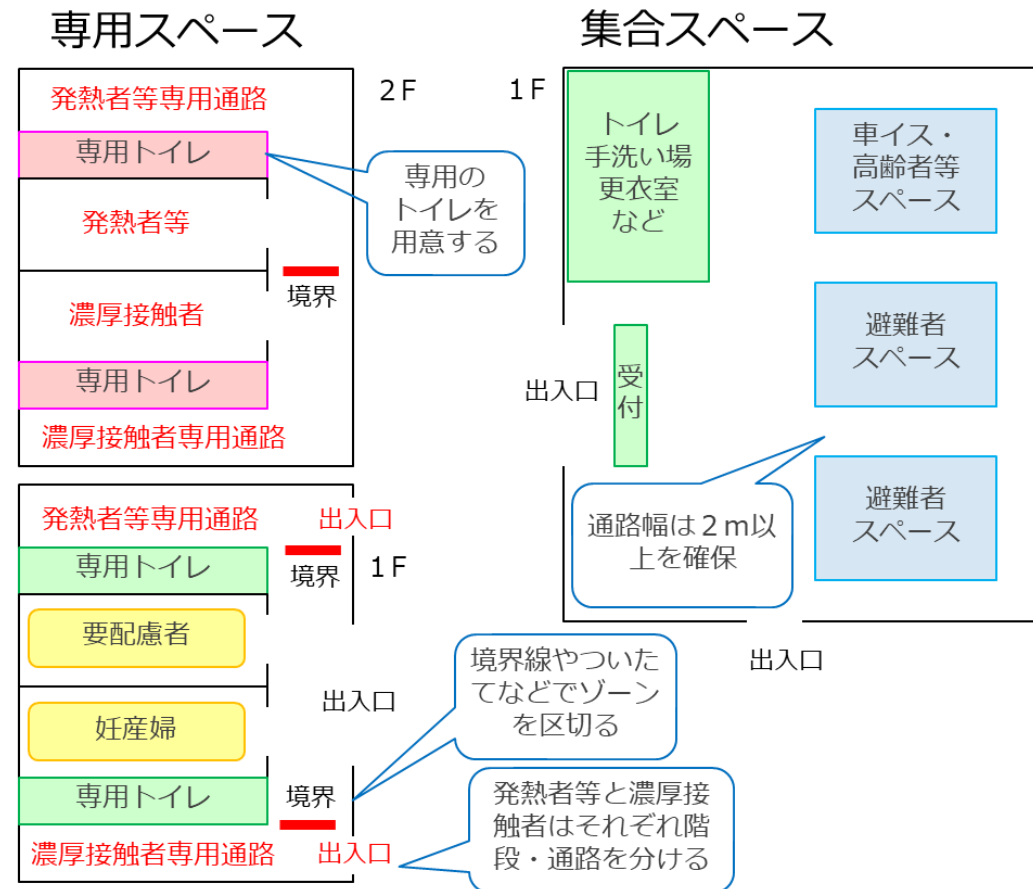 専用スペース
2F
発熱者等専用通路
専用トイレ
専用の
トイレを
用意する
発熱者等
境界
濃厚接触者
専用トイレ
濃厚接触者専用通路
発熱者等専用通路
出入口
専用トイレ
境界
1F
要配慮者
出入口
妊産婦
境界線やついた
てなどでゾーン
を区切る
専用トイレ
境界
濃厚接触者専用通路
出入口
発熱者等と濃厚接
触者はそれぞれ階
段・通路を分ける
集合スペース
1F
トイレ
手洗い場
更衣室
など
車イス・
高齢者等
スペース
出入口
受
付
避難者
スペース
通路幅は2m以
上を確保
避難者
スペース
出入口